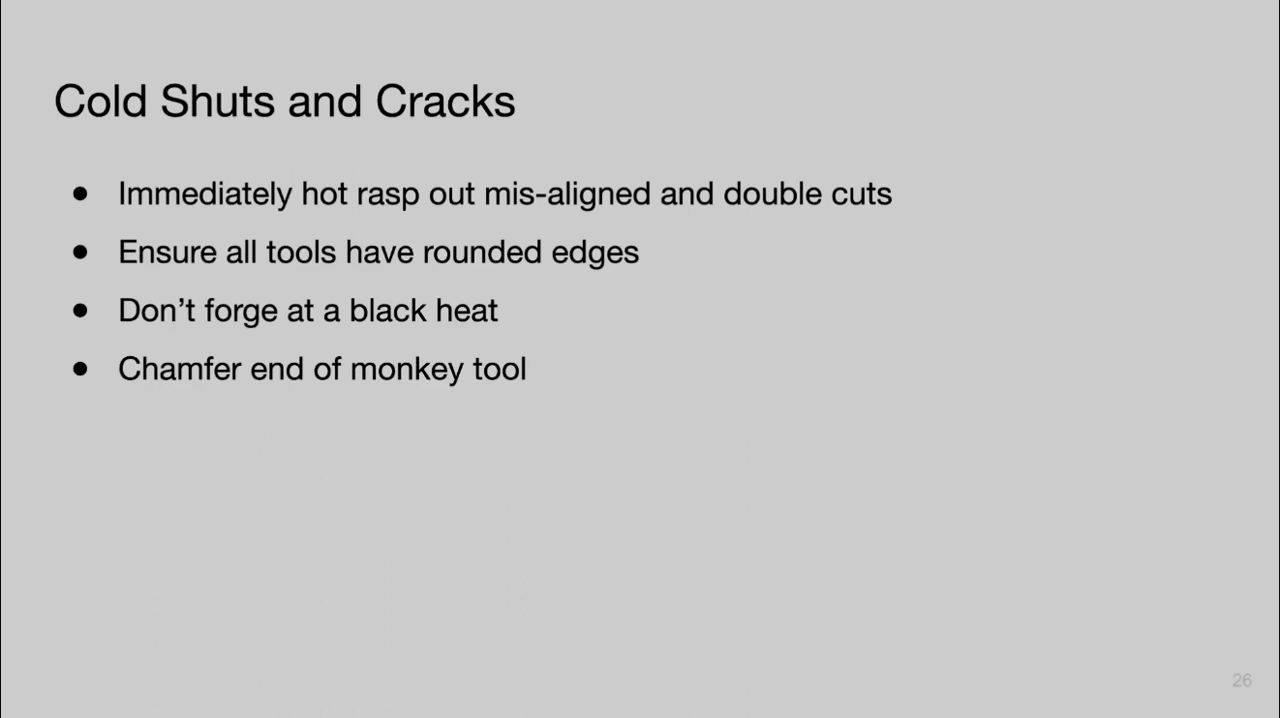 Cold Shuts and Cracks
● Immediately hot rasp out mis-aligned and double cuts
● Ensure all tools have rounded edges
● Don’t forge at a black heat
● Chamfer end of monkey tool
26